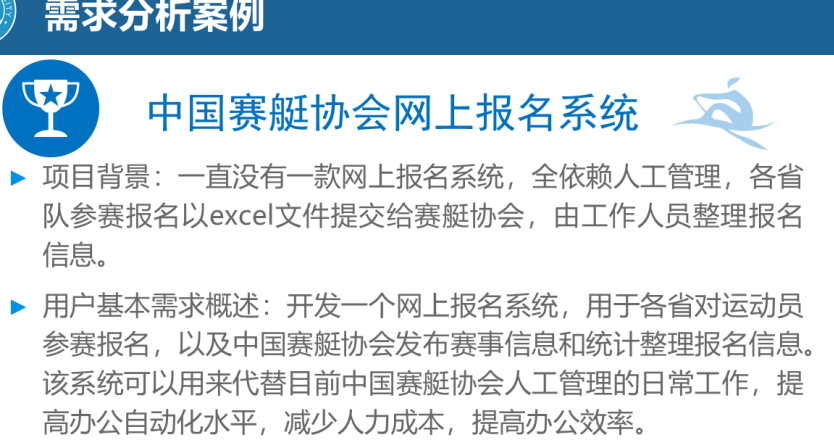 需求分析案例
中国赛艇协会网上报名系统
项目背景：一直没有一款网上报名系统，全依赖人工管理，各省
队参赛报名以excel文件提交给赛艇协会，由工作人员整理报名
信息。
用户基本需求概述：开发一个网上报名系统，用于各省对运动员
参赛报名，以及中国赛艇协会发布赛事信息和统计整理报名信息。
该系统可以用来代替目前中国赛艇协会人工管理的日常工作，提
高办公自动化水平，减少人力成本，提高办公效率。